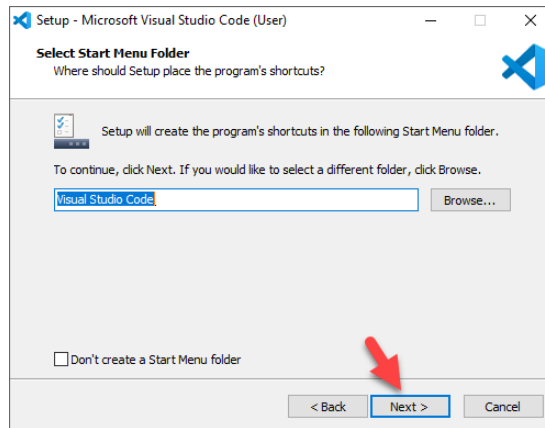 Setup - Microsoft Visual Studio Code (User)
Select Start Menu Folder
Where should Setup place the program's shortcuts?
Setup will create the program's shortcuts in the following Start Menu folder.
To continue, click Next. If you would like to select a different folder, click Browse.
Visual Studio Code
Browse...
Don't create a Start Menu folder
< Back
Next >
Cancel